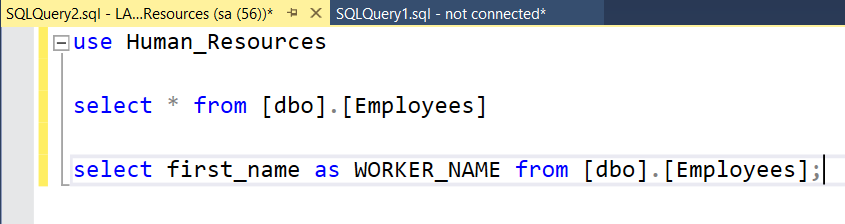 SQLQuery2.sql - LA...Resources (sa (56))* SQLQuery1.sql - not connected*
use Human_Resources
select * from [dbo].[Employees]
select first_name as WORKER_NAME from [dbo].[Employees];